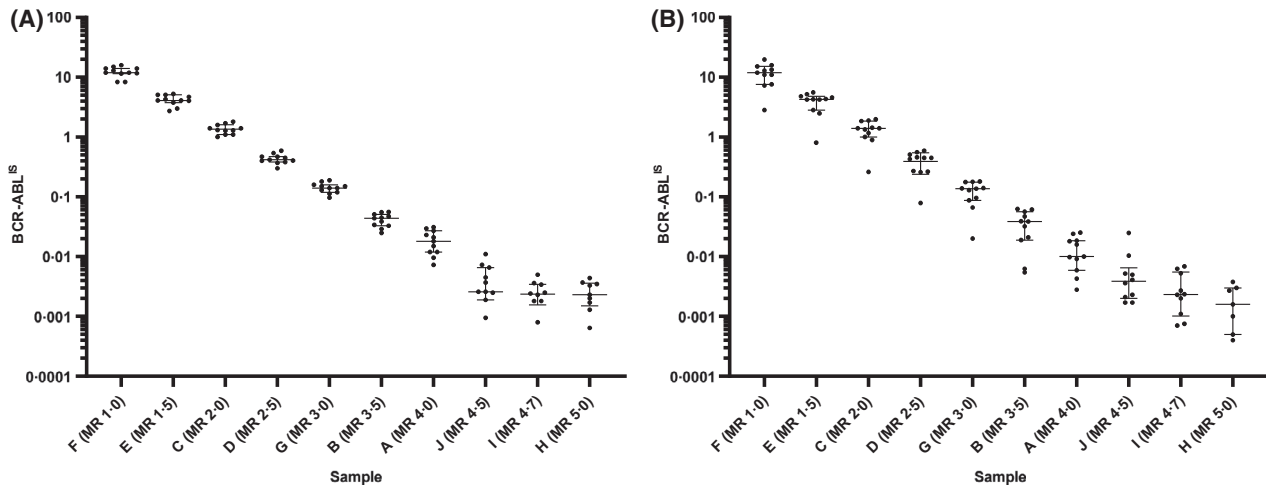 (A)
BCR-ABL^IS
100
10
1
0·1
0·01
0·001
0·0001
F (MR 1·0)
E (MR 1·5)
C (MR 2·0)
D (MR 2·5)
G (MR 3·0)
B (MR 3·5)
A (MR 4·0)
J (MR 4·5)
I (MR 4·7)
H (MR 5·0)
Sample
(B)
BCR-ABL^IS
100
10
1
0·1
0·01
0·001
0·0001
F (MR 1·0)
E (MR 1·5)
C (MR 2·0)
D (MR 2·5)
G (MR 3·0)
B (MR 3·5)
A (MR 4·0)
J (MR 4·5)
I (MR 4·7)
H (MR 5·0)
Sample